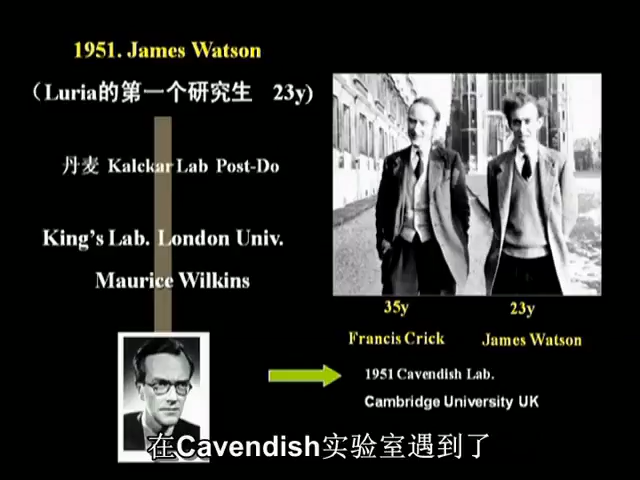 1951. James Watson
（Luria的第一个研究生 23y)
丹麦 Kalckar Lab Post-Do
King's Lab. London Univ.
Maurice Wilkins
35y
23y
Francis Crick
James Watson
1951 Cavendish Lab.
Cambridge University UK
在Cavendish实验室遇到了